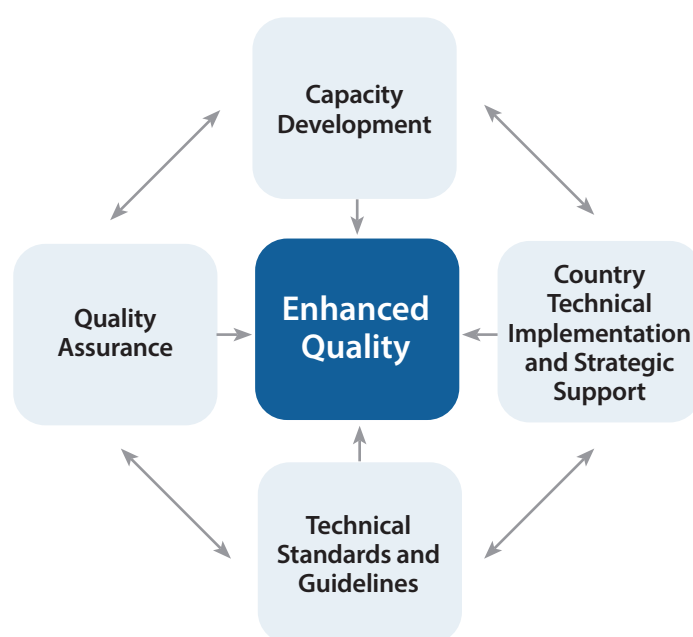 Capacity
Development
Quality
Assurance
Enhanced
Quality
Country
Technical
Implementation
and Strategic
Support
Technical
Standards and
Guidelines